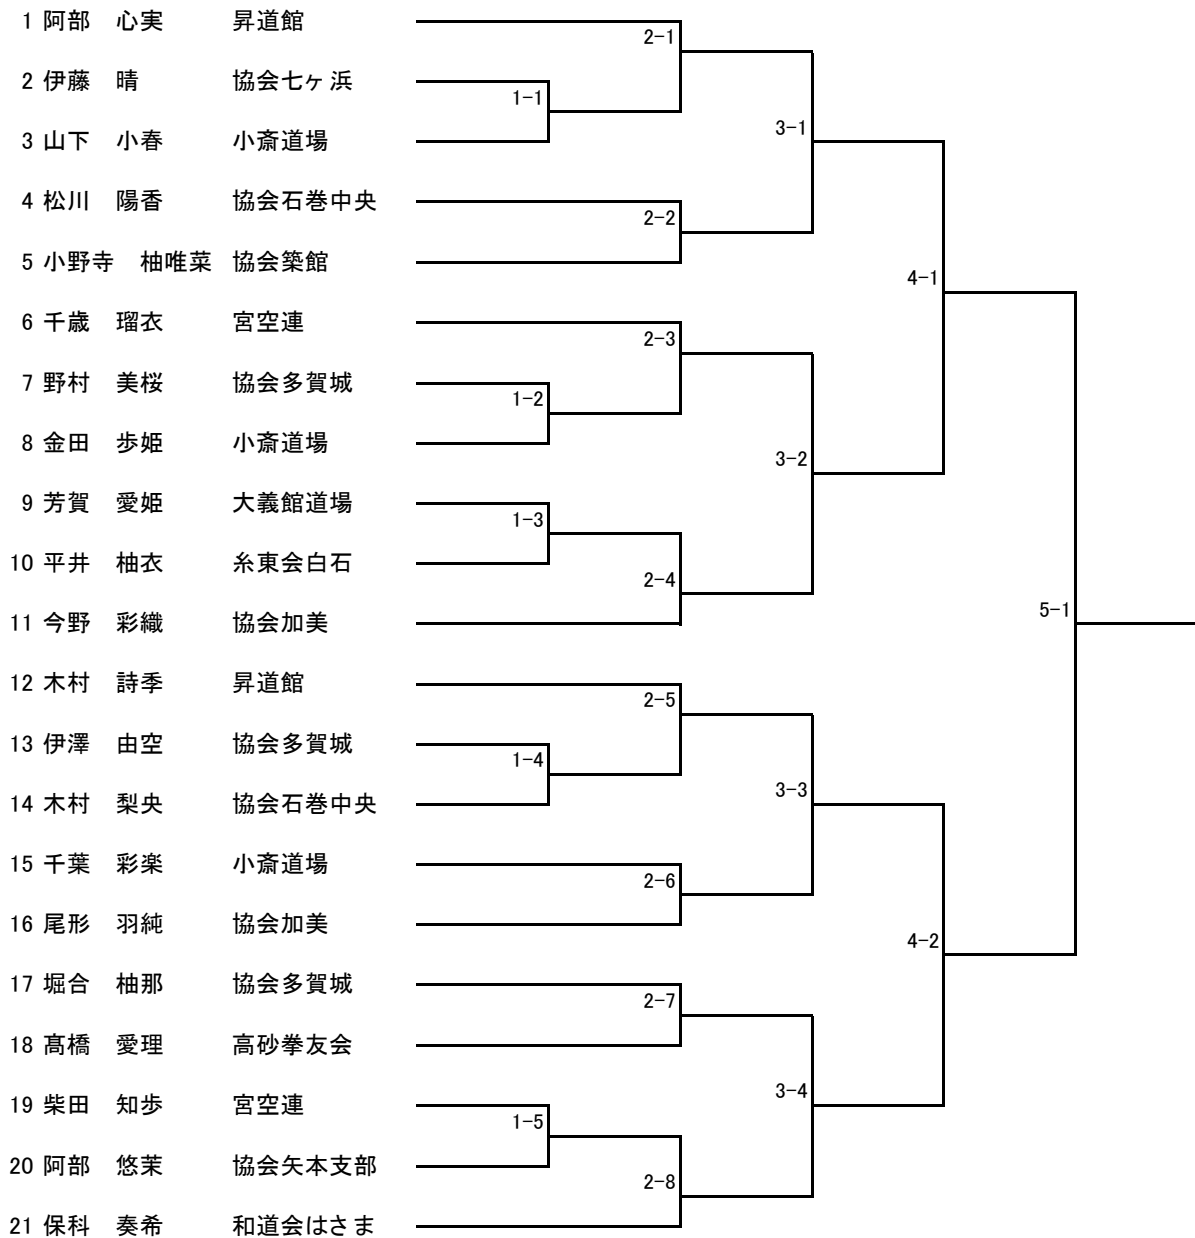 1 阿部　心実　昇道館
2-1
2 伊藤　晴　協会七ヶ浜
1-1
3 山下　小春　小斎道場
3-1
4 松川　陽香　協会石巻中央
2-2
5 小野寺　柚唯菜　協会築館
4-1
6 千歳　瑠衣　宮空連
2-3
7 野村　美桜　協会多賀城
1-2
8 金田　歩姫　小斎道場
3-2
9 芳賀　愛姫　大義館道場
1-3
10 平井　柚衣　糸東会白石
2-4
11 今野　彩織　協会加美
5-1
12 木村　詩季　昇道館
2-5
13 伊澤　由空　協会多賀城
1-4
14 木村　梨央　協会石巻中央
3-3
15 千葉　彩楽　小斎道場
2-6
16 尾形　羽純　協会加美
4-2
17 堀合　柚那　協会多賀城
2-7
18 髙橋　愛理　高砂拳友会
3-4
19 柴田　知歩　宮空連
1-5
20 阿部　悠茉　協会矢本支部
2-8
21 保科　奏希　和道会はさま